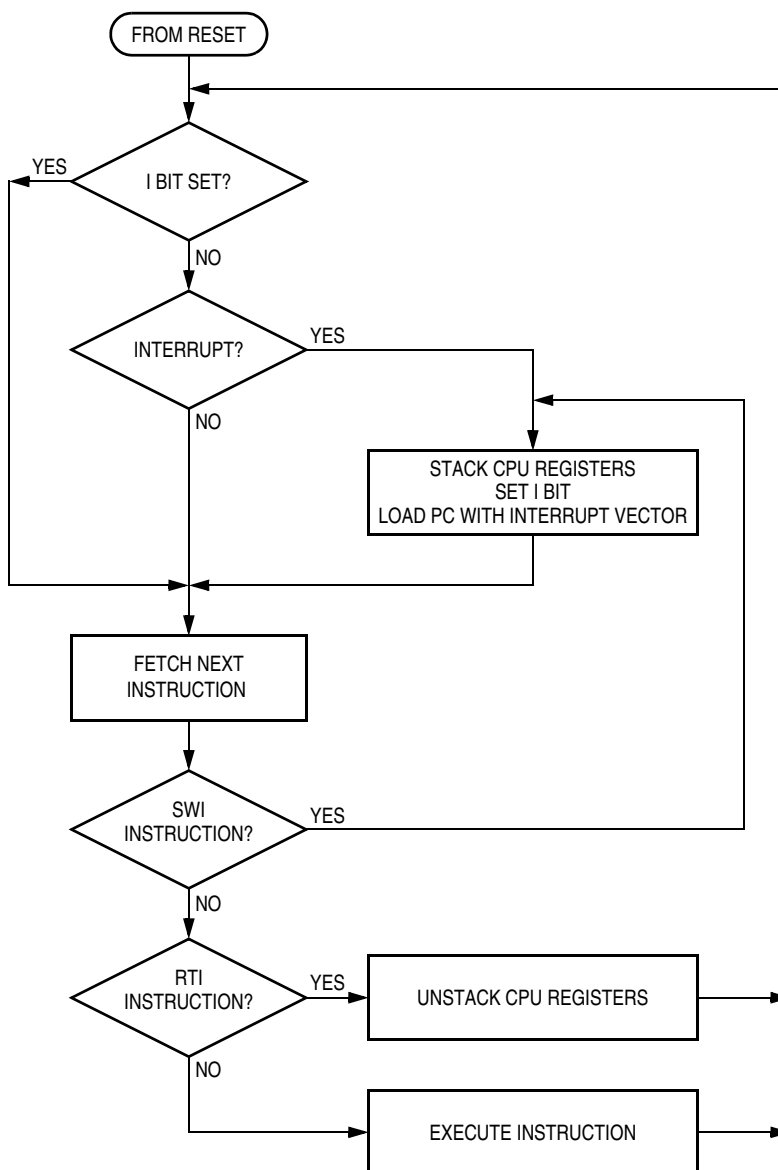 FROM RESET
YES
I BIT SET?
NO
INTERRUPT?
YES
NO
STACK CPU REGISTERS
SET I BIT
LOAD PC WITH INTERRUPT VECTOR
FETCH NEXT
INSTRUCTION
SWI
INSTRUCTION?
YES
NO
RTI
INSTRUCTION?
YES
UNSTACK CPU REGISTERS
NO
EXECUTE INSTRUCTION